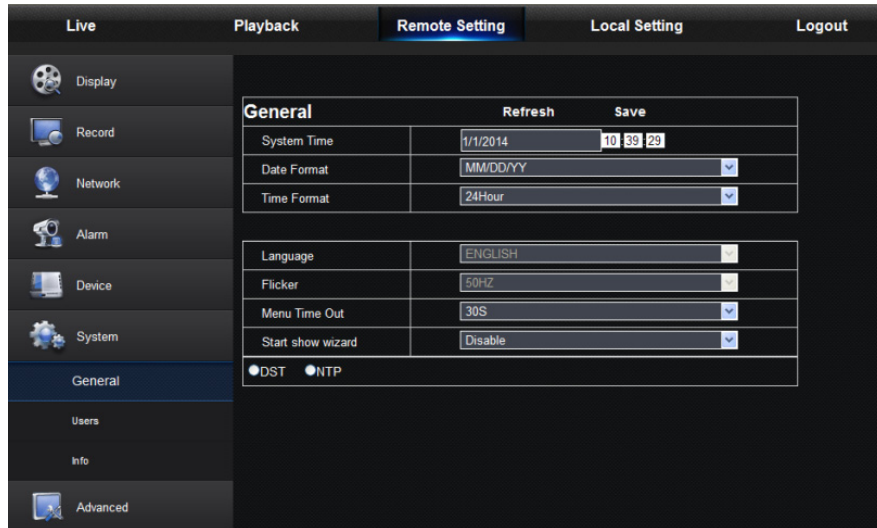 Live Playback Remote Setting Local Setting Logout
Display
Record
Network
Alarm
Device
System
General
Users
Info
Advanced
General Refresh Save
System Time 1/1/2014 10:39:29
Date Format MM/DD/YY
Time Format 24Hour
Language ENGLISH
Flicker 50HZ
Menu Time Out 30S
Start show wizard Disable
DST NTP